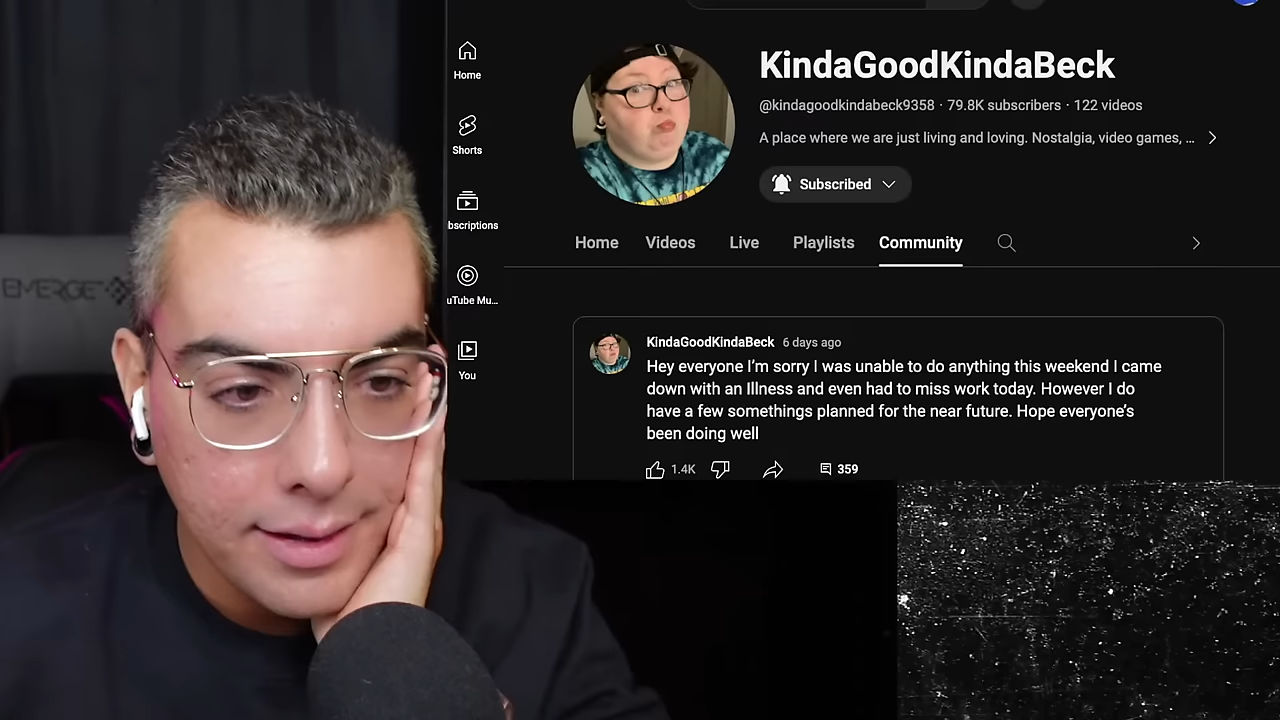 EMERGE
Home
Shorts
bscriptions
uTube Mu...
You
KindaGoodKindaBeck
@kindagoodkindabeck9358 · 79.8K subscribers · 122 videos
A place where we are just living and loving. Nostalgia, video games, ...
Subscribed
Home Videos Live Playlists Community
KindaGoodKindaBeck 6 days ago
Hey everyone I'm sorry I was unable to do anything this weekend I came
down with an Illness and even had to miss work today. However I do
have a few somethings planned for the near future. Hope everyone's
been doing well
1.4K 359